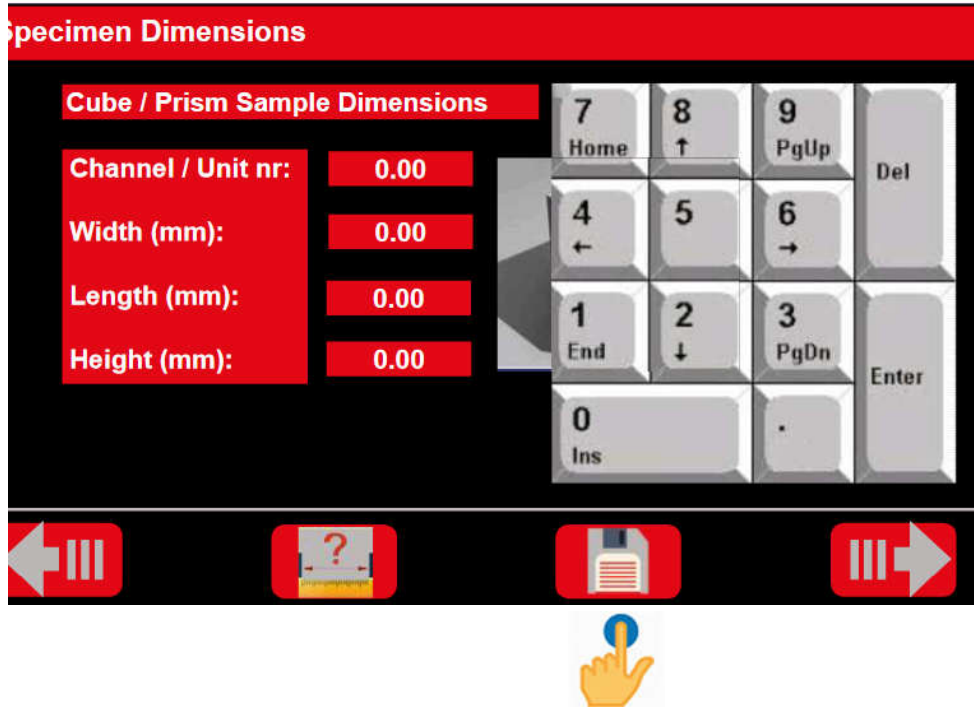 Specimen Dimensions
Cube / Prism Sample Dimensions
Channel / Unit nr: 0.00
Width (mm): 0.00
Length (mm): 0.00
Height (mm): 0.00
7 8 9
Home ↑ PgUp
Del
4 5 6
← →
1 2 3
End ↓ PgDn
Enter
0 .
Ins
?